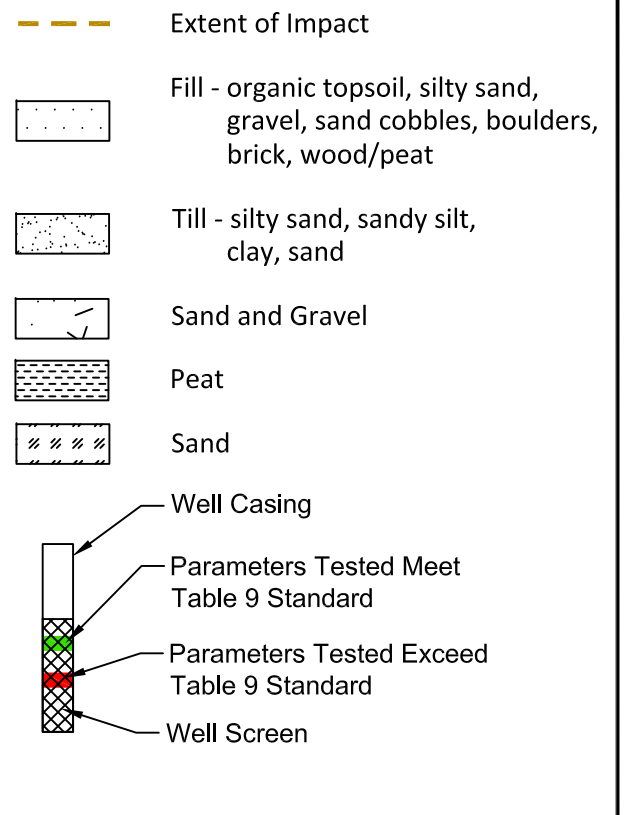 Extent of Impact
Fill - organic topsoil, silty sand,
gravel, sand cobbles, boulders,
brick, wood/peat
Till - silty sand, sandy silt,
clay, sand
Sand and Gravel
Peat
Sand
Well Casing
Parameters Tested Meet
Table 9 Standard
Parameters Tested Exceed
Table 9 Standard
Well Screen